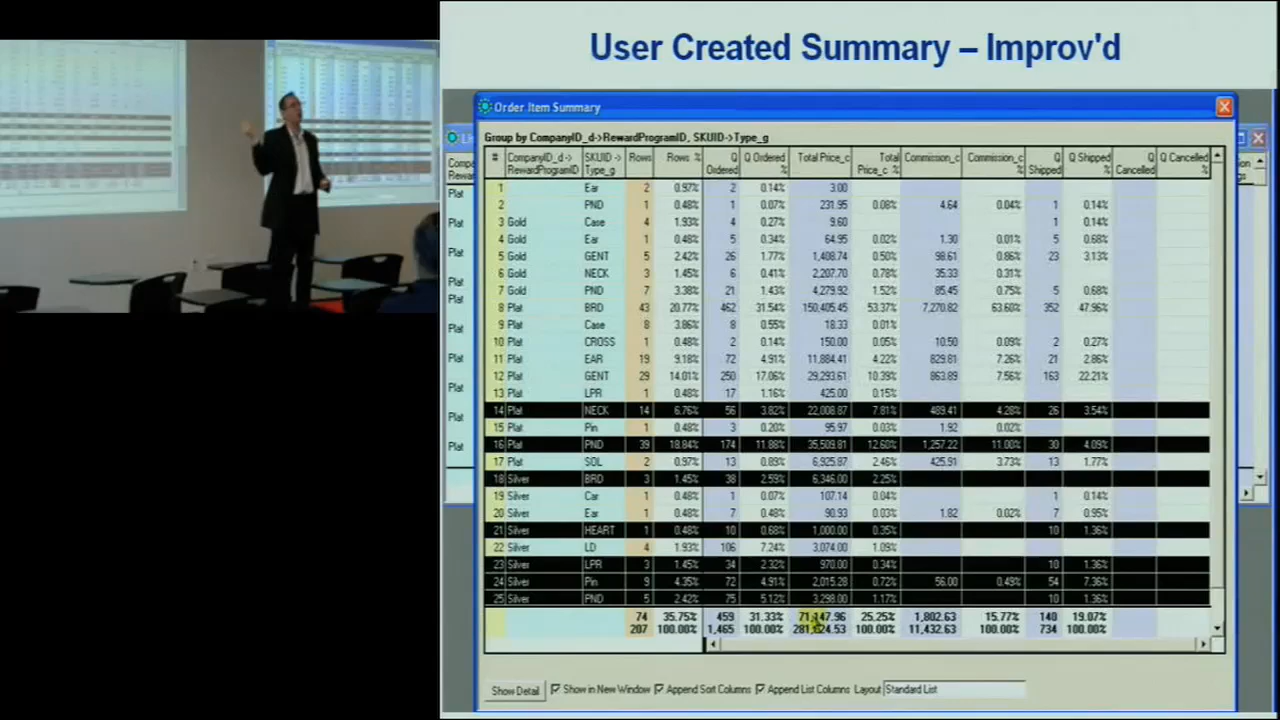 User Created Summary – Improv'd
Order Item Summary
Group by CompanyID_d->RewardProgramID, SKUID->Type_g
# CompanyID_d-> RewardProgramID SKUID -> Type_g Rows Rows % Q Ordered Q Ordered % Total Price_c Total Price_c % Commission_c Commission_c % Q Shipped Q Shipped % Q Cancelled Q Cancelled %
1 Ear 2 0.97% 2 0.14% 3.00
2 PND 1 0.48% 1 0.07% 231.95 0.08% 4.64 0.04% 1 0.14%
3 Gold Case 4 1.93% 4 0.27% 9.60 1 0.14%
4 Gold Ear 1 0.48% 5 0.34% 64.95 0.02% 1.30 0.01% 5 0.68%
5 Gold GENT 5 2.42% 26 1.77% 1,408.74 0.50% 98.61 0.86% 23 3.13%
6 Gold NECK 3 1.45% 6 0.41% 2,207.70 0.78% 35.33 0.31%
7 Gold PND 7 3.38% 21 1.43% 4,279.92 1.52% 85.45 0.75% 5 0.68%
8 Plat BRD 43 20.77% 462 31.54% 150,405.45 53.37% 7,270.82 63.60% 352 47.96%
9 Plat Case 8 3.86% 8 0.55% 18.33 0.01%
10 Plat CROSS 1 0.48% 2 0.14% 150.00 0.05% 10.50 0.09% 2 0.27%
11 Plat EAR 19 9.18% 72 4.91% 11,884.41 4.22% 829.81 7.26% 21 2.86%
12 Plat GENT 29 14.01% 250 17.06% 29,293.61 10.39% 863.89 7.56% 163 22.21%
13 Plat LPR 1 0.48% 17 1.16% 425.00 0.15%
14 Plat NECK 14 6.76% 56 3.82% 22,008.87 7.81% 489.41 4.28% 26 3.54%
15 Plat Pin 1 0.48% 3 0.20% 95.97 0.03% 1.92 0.02%
16 Plat PND 39 18.84% 174 11.88% 35,509.81 12.60% 1,257.22 11.00% 30 4.09%
17 Plat SOL 2 0.97% 13 0.89% 6,925.87 2.46% 425.91 3.73% 13 1.77%
18 Silver BRD 3 1.45% 38 2.59% 6,346.00 2.25%
19 Silver Car 1 0.48% 1 0.07% 107.14 0.04% 1 0.14%
20 Silver Ear 1 0.48% 7 0.48% 90.93 0.03% 1.82 0.02% 7 0.95%
21 Silver HEART 1 0.48% 10 0.68% 1,000.00 0.35% 10 1.36%
22 Silver LD 4 1.93% 106 7.24% 3,074.00 1.09%
23 Silver LPR 3 1.45% 34 2.32% 970.00 0.34% 10 1.36%
24 Silver Pin 9 4.35% 72 4.91% 2,015.28 0.72% 56.00 0.49% 54 7.36%
25 Silver PND 5 2.42% 75 5.12% 3,298.00 1.17% 10 1.36%
74 35.75% 459 31.33% 71,147.96 25.25% 1,802.63 15.77% 140 19.07%
207 100.00% 1,465 100.00% 100.00% 11,432.63 100.00% 734 100.00%
Show Detail Show in New Window Append Sort Columns Append List Columns Layout Standard List
Plat
Plat
Plat
Plat
Plat
Plat
Plat
Plat
Plat
Plat